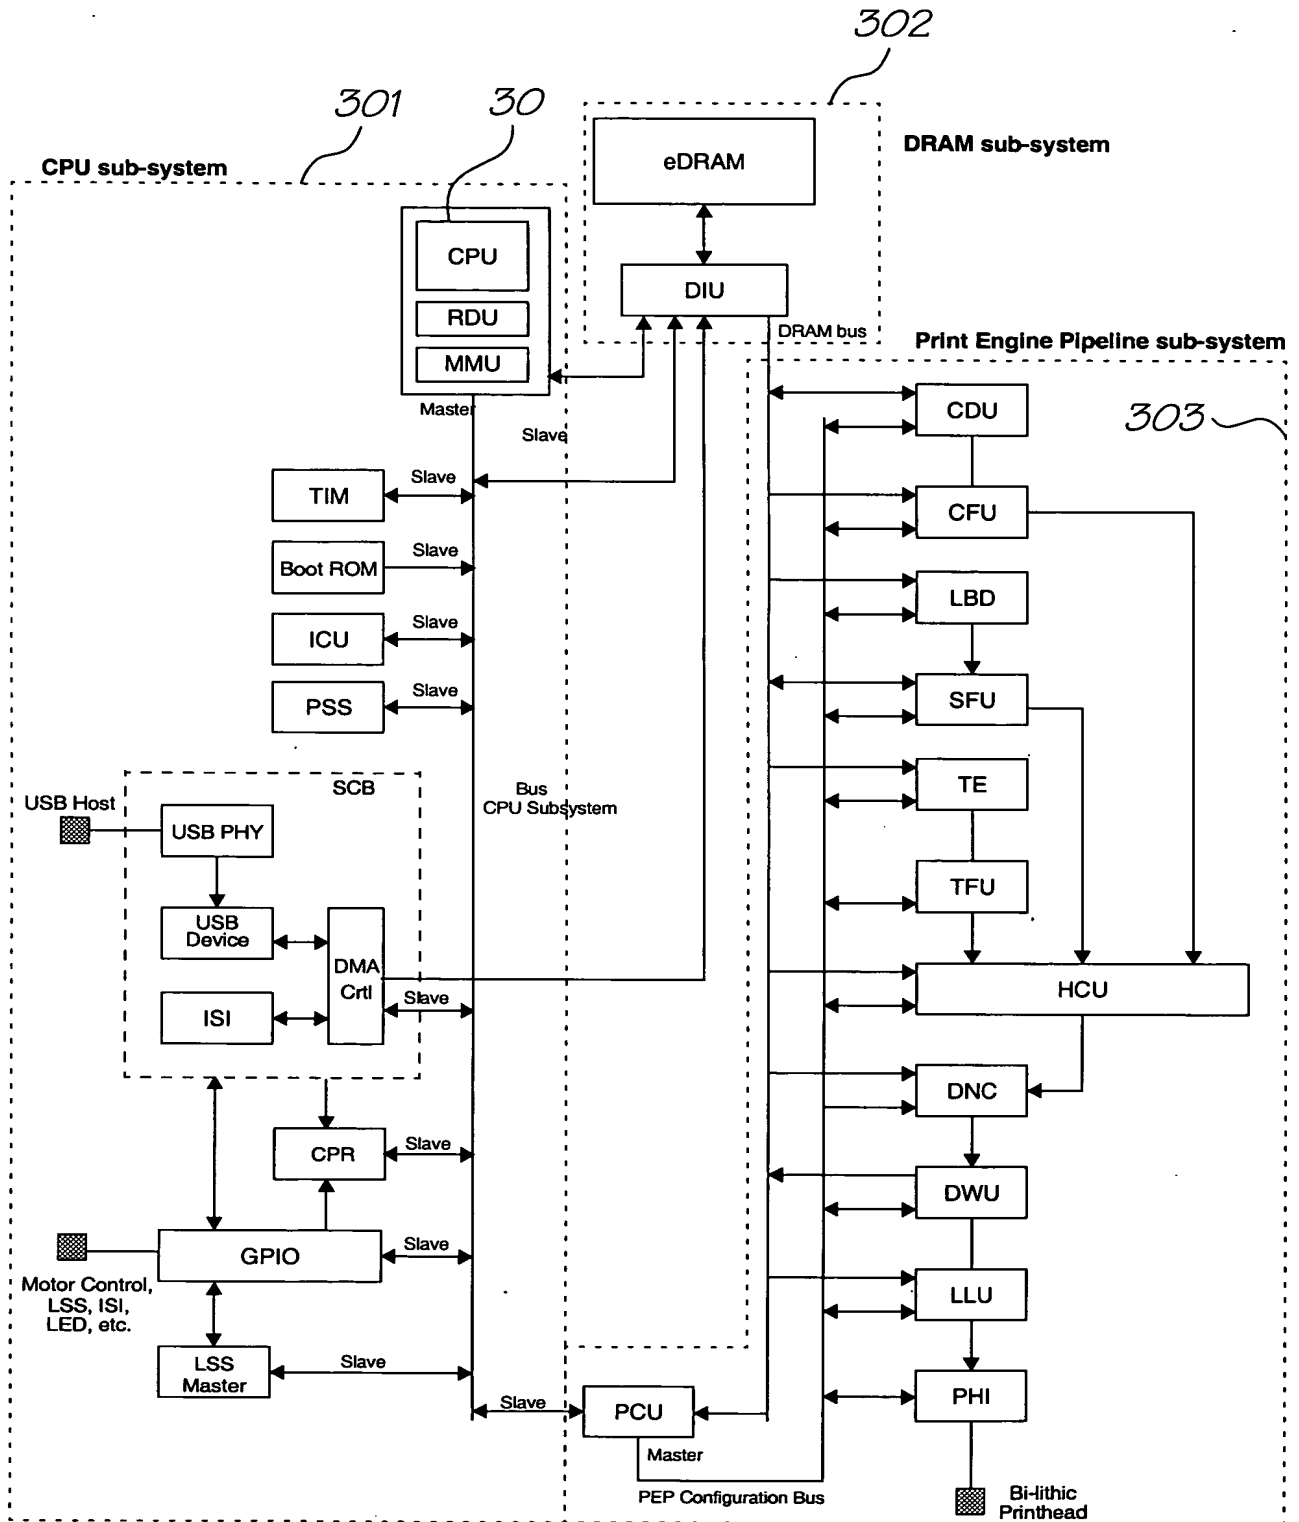 302
301
30
CPU sub-system
DRAM sub-system
eDRAM
CPU
RDU
MMU
DIU
DRAM bus
Print Engine Pipeline sub-system
303
Master
Slave
CDU
TIM
Slave
CFU
Boot ROM
Slave
LBD
ICU
Slave
PSS
Slave
SFU
SCB
USB Host
USB PHY
Bus
CPU Subsystem
TE
TFU
USB
Device
DMA
Crtl
Slave
ISI
HCU
DNC
CPR
Slave
DWU
GPIO
Slave
Motor Control,
LSS, ISI,
LED, etc.
LLU
LSS
Master
Slave
Slave
PCU
Master
PHI
PEP Configuration Bus
Bi-lithic
Printhead